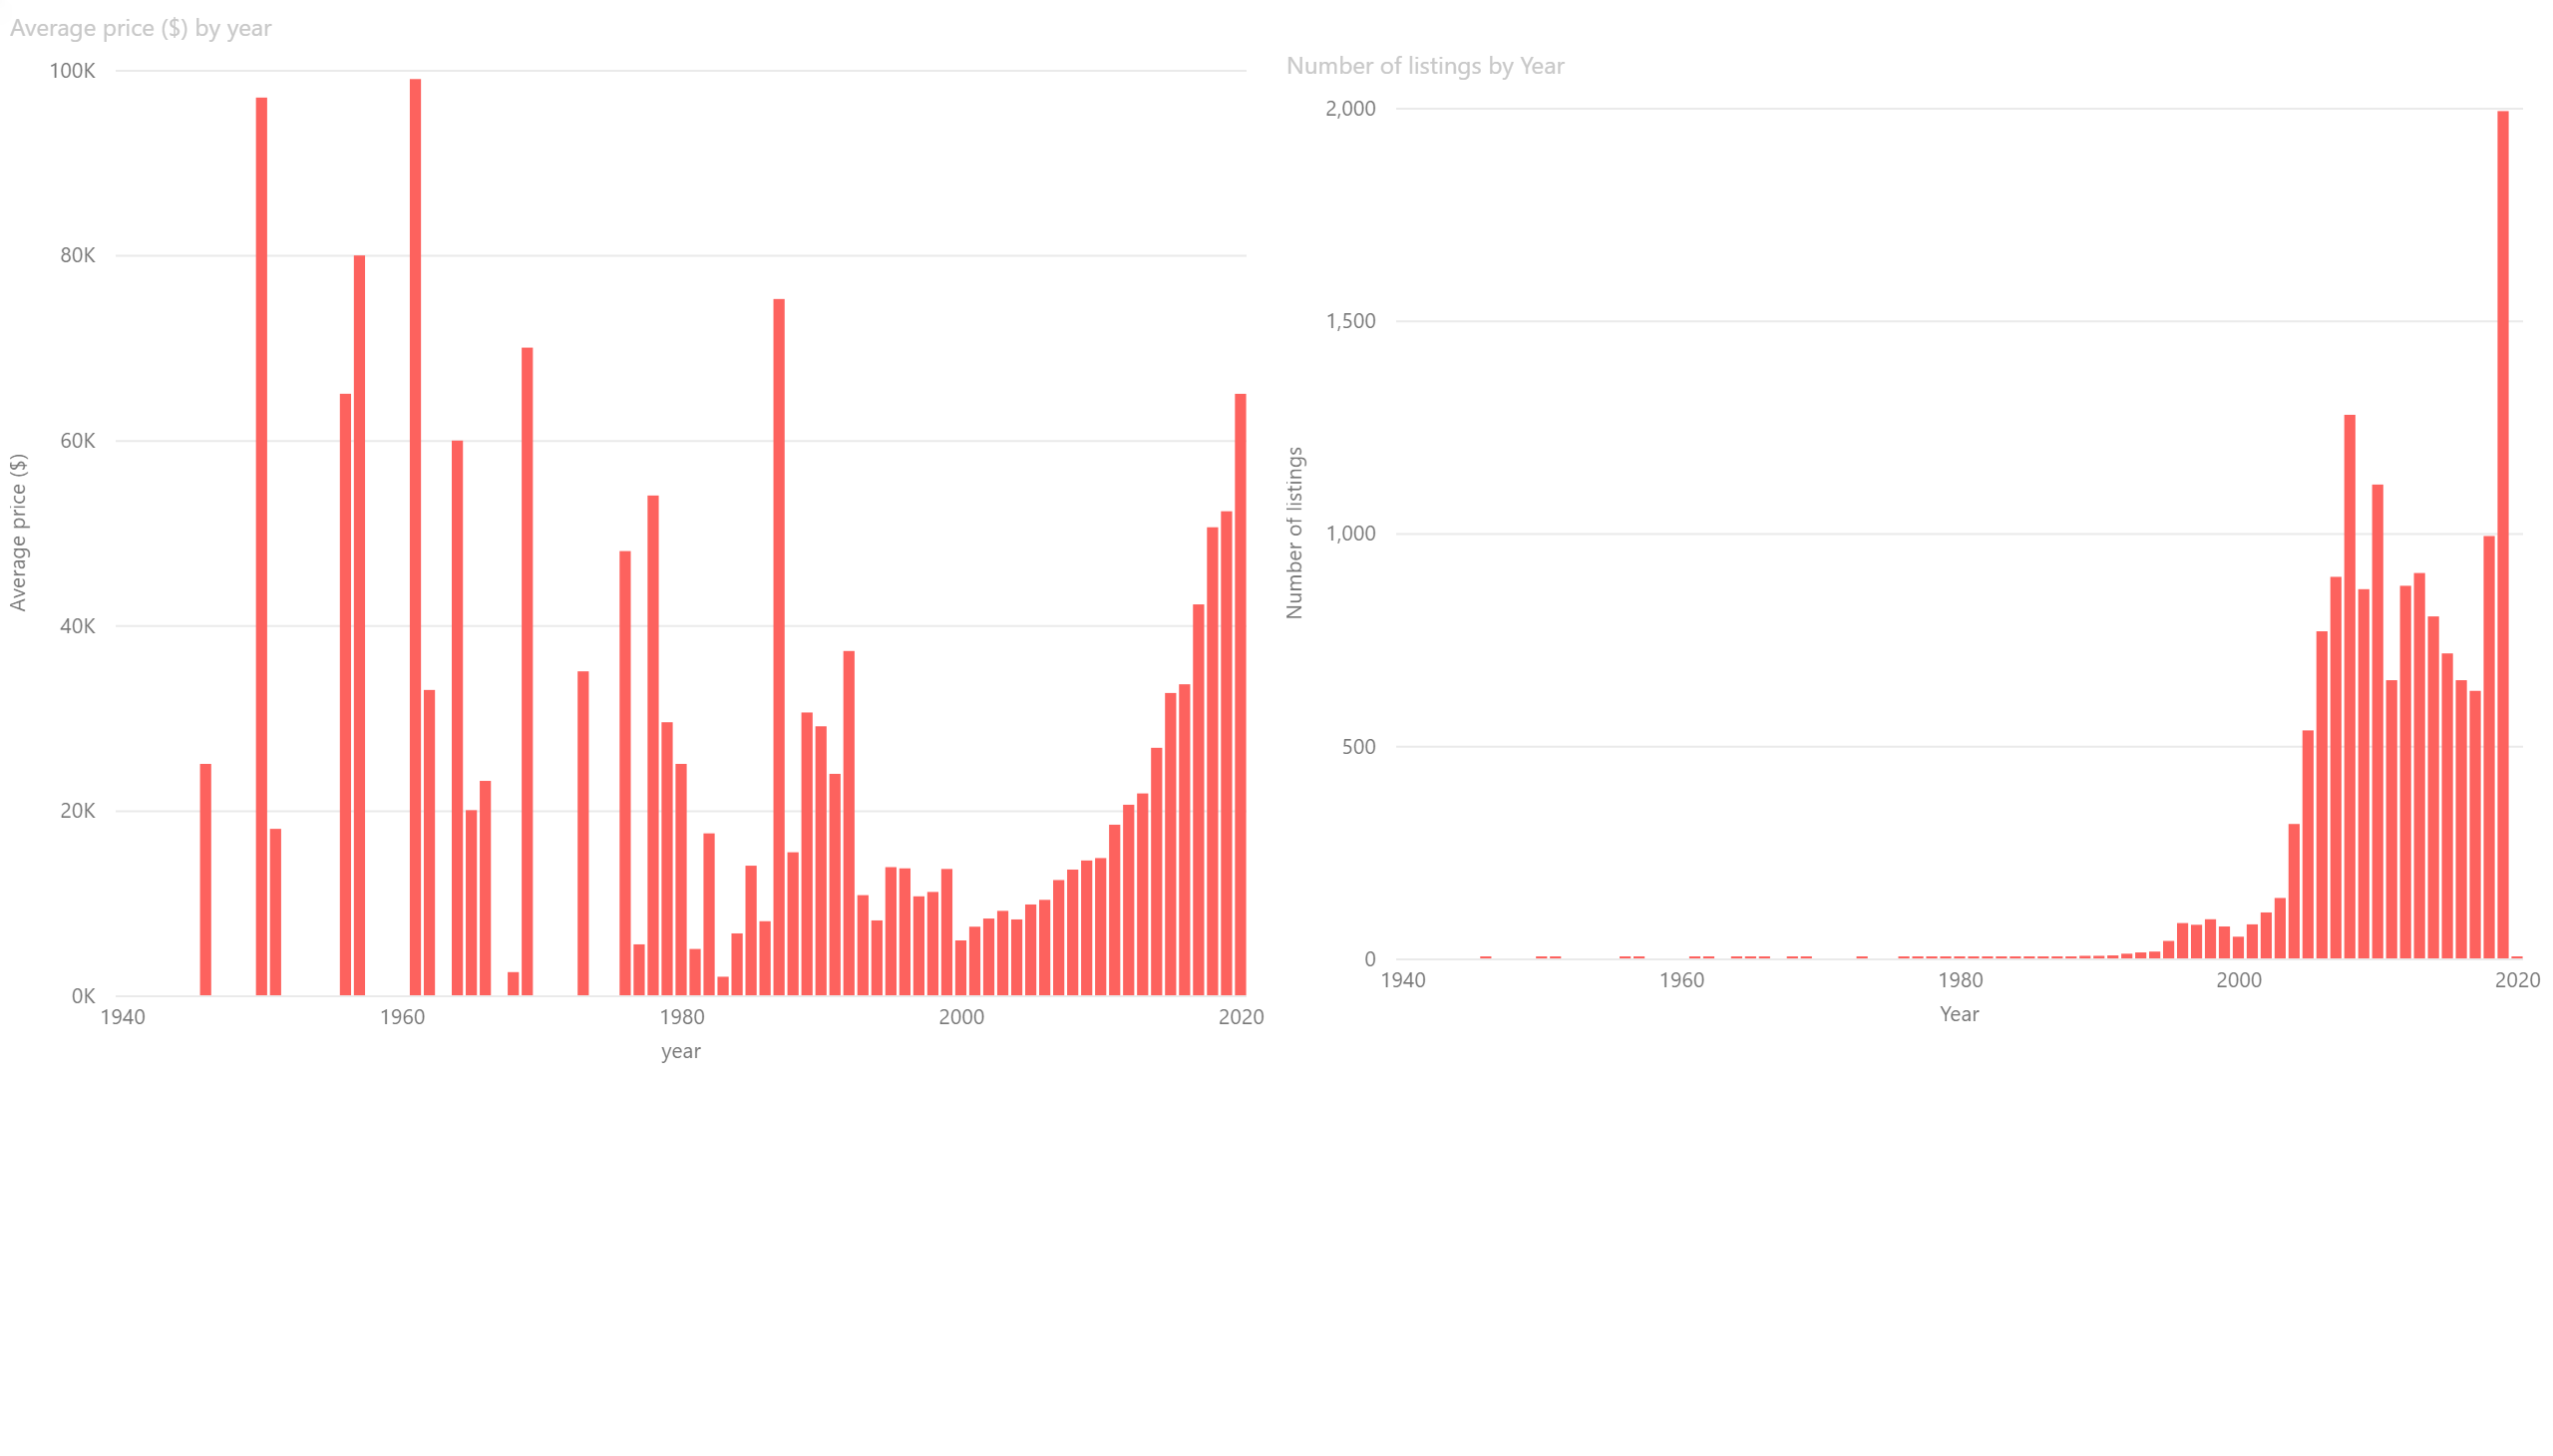 Average price ($) by year
100K
80K
60K
40K
20K
0K
Average price ($)
1940 1960 1980 2000 2020
year
Number of listings by Year
2,000
1,500
1,000
500
0
Number of listings
1940 1960 1980 2000 2020
Year